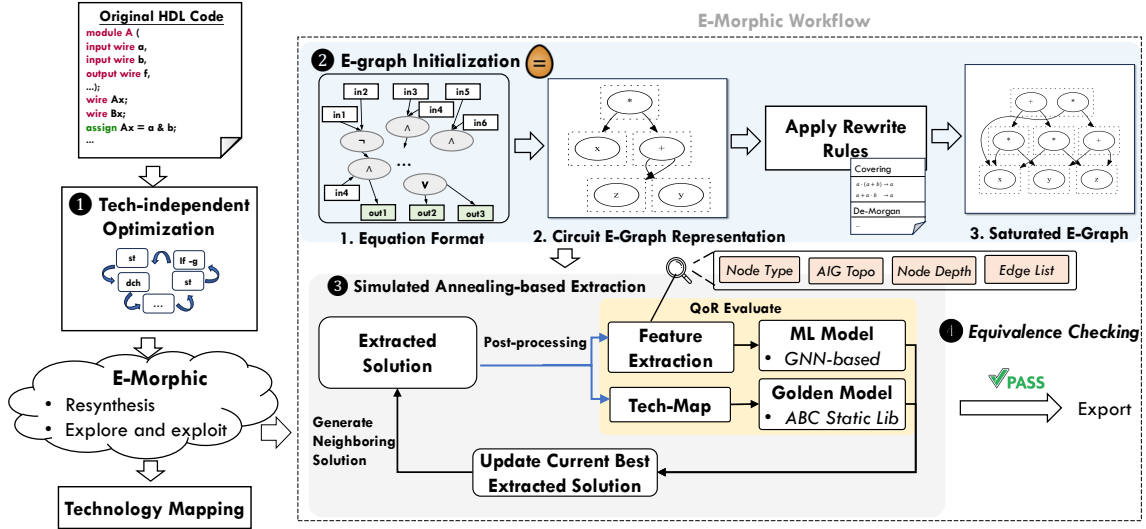 Original HDL Code
module A (
input wire a,
input wire b,
output wire f,
...);
wire Ax;
wire Bx;
assign Ax = a & b;
...
1 Tech-independent
Optimization
st
If -g
dch
st
...
E-Morphic
• Resynthesis
• Explore and exploit
Technology Mapping
E-Morphic Workflow
2 E-graph Initialization
=
in2
in3
in5
in1
in4
in6
¬
∧
∧
...
∧
∨
in4
out1
out2
out3
1. Equation Format
*
x
+
z
y
2. Circuit E-Graph Representation
Apply Rewrite
Rules
Covering
a · (a + b) → a
a + a · b → a
De-Morgan
...
+
*
*
*
+
x
y
z
3. Saturated E-Graph
Node Type
AIG Topo
Node Depth
Edge List
3 Simulated Annealing-based Extraction
QoR Evaluate
Extracted
Solution
Post-processing
Feature
Extraction
ML Model
• GNN-based
Tech-Map
Golden Model
• ABC Static Lib
Generate
Neighboring
Solution
Update Current Best
Extracted Solution
4 Equivalence Checking
PASS
Export